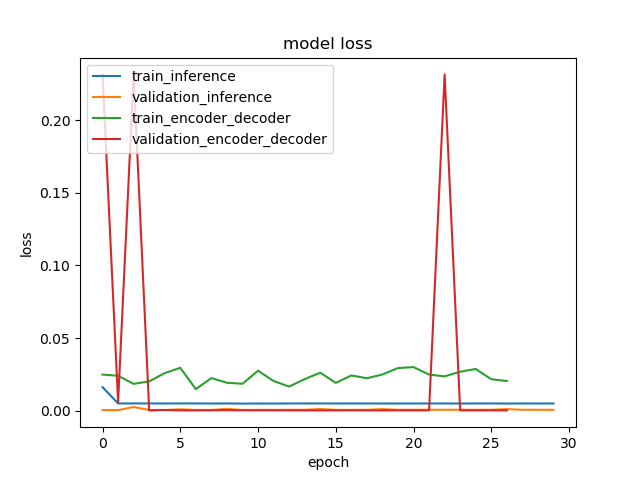 model loss
train_inference
validation_inference
train_encoder_decoder
validation_encoder_decoder
0.20
0.15
0.10
0.05
0.00
loss
0 5 10 15 20 25 30
epoch